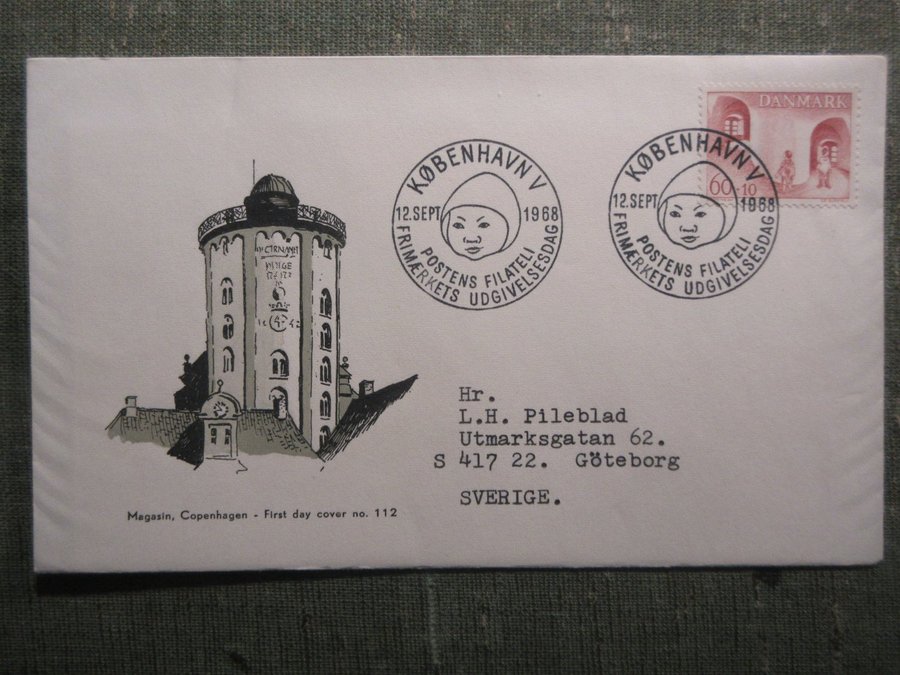 DANMARK
60+10
KØBENHAVN V
12. SEPT 1968
POSTENS FILATELI
FRIMÆRKETS UDGIVELSESDAG
KØBENHAVN V
12. SEPT 1968
POSTENS FILATELI
FRIMÆRKETS UDGIVELSESDAG
Hr.
L.H. Pileblad
Utmarksgatan 62.
S 417 22. Göteborg
SVERIGE.
Magasin, Copenhagen - First day cover no. 112